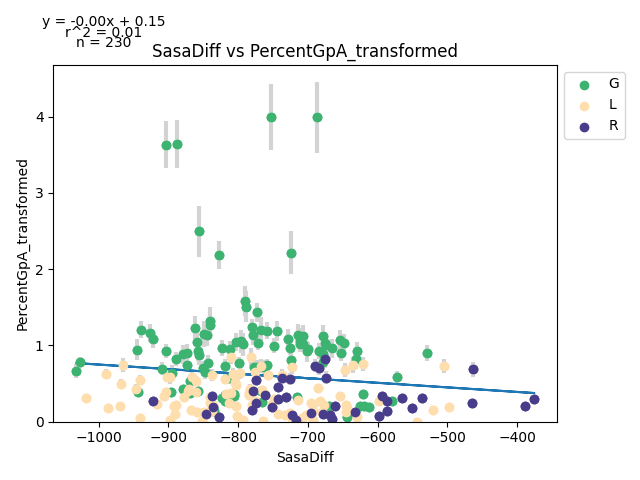 y = -0.00x + 0.15
r^2 = 0.01
n = 230
SasaDiff vs PercentGpA_transformed
G
L
R
4
3
2
1
0
PercentGpA_transformed
−1000 −900 −800 −700 −600 −500 −400
SasaDiff